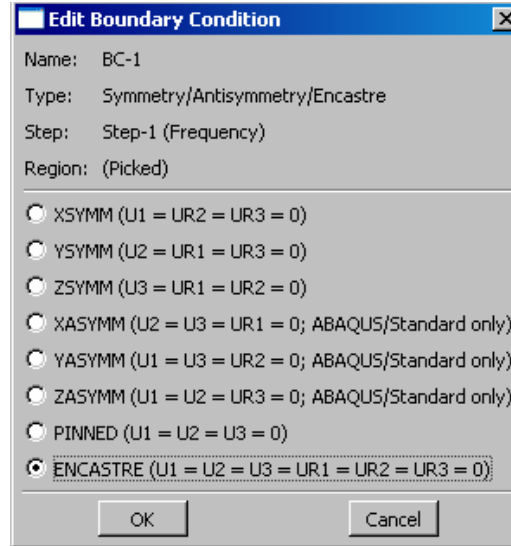 Edit Boundary Condition
Name: BC-1
Type: Symmetry/Antisymmetry/Encastre
Step: Step-1 (Frequency)
Region: (Picked)
XSYMM (U1 = UR2 = UR3 = 0)
YSYMM (U2 = UR1 = UR3 = 0)
ZSYMM (U3 = UR1 = UR2 = 0)
XASYMM (U2 = U3 = UR1 = 0; ABAQUS/Standard only)
YASYMM (U1 = U3 = UR2 = 0; ABAQUS/Standard only)
ZASYMM (U1 = U2 = UR3 = 0; ABAQUS/Standard only)
PINNED (U1 = U2 = U3 = 0)
ENCASTRE (U1 = U2 = U3 = UR1 = UR2 = UR3 = 0)
OK Cancel